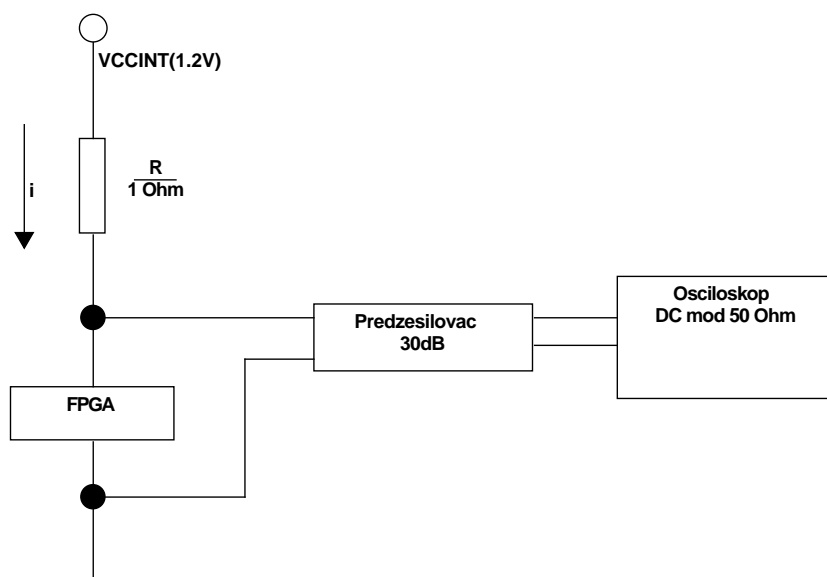 VCCINT(1.2V)
R
1 Ohm
i
Predzesilovac
30dB
Osciloskop
DC mod 50 Ohm
FPGA